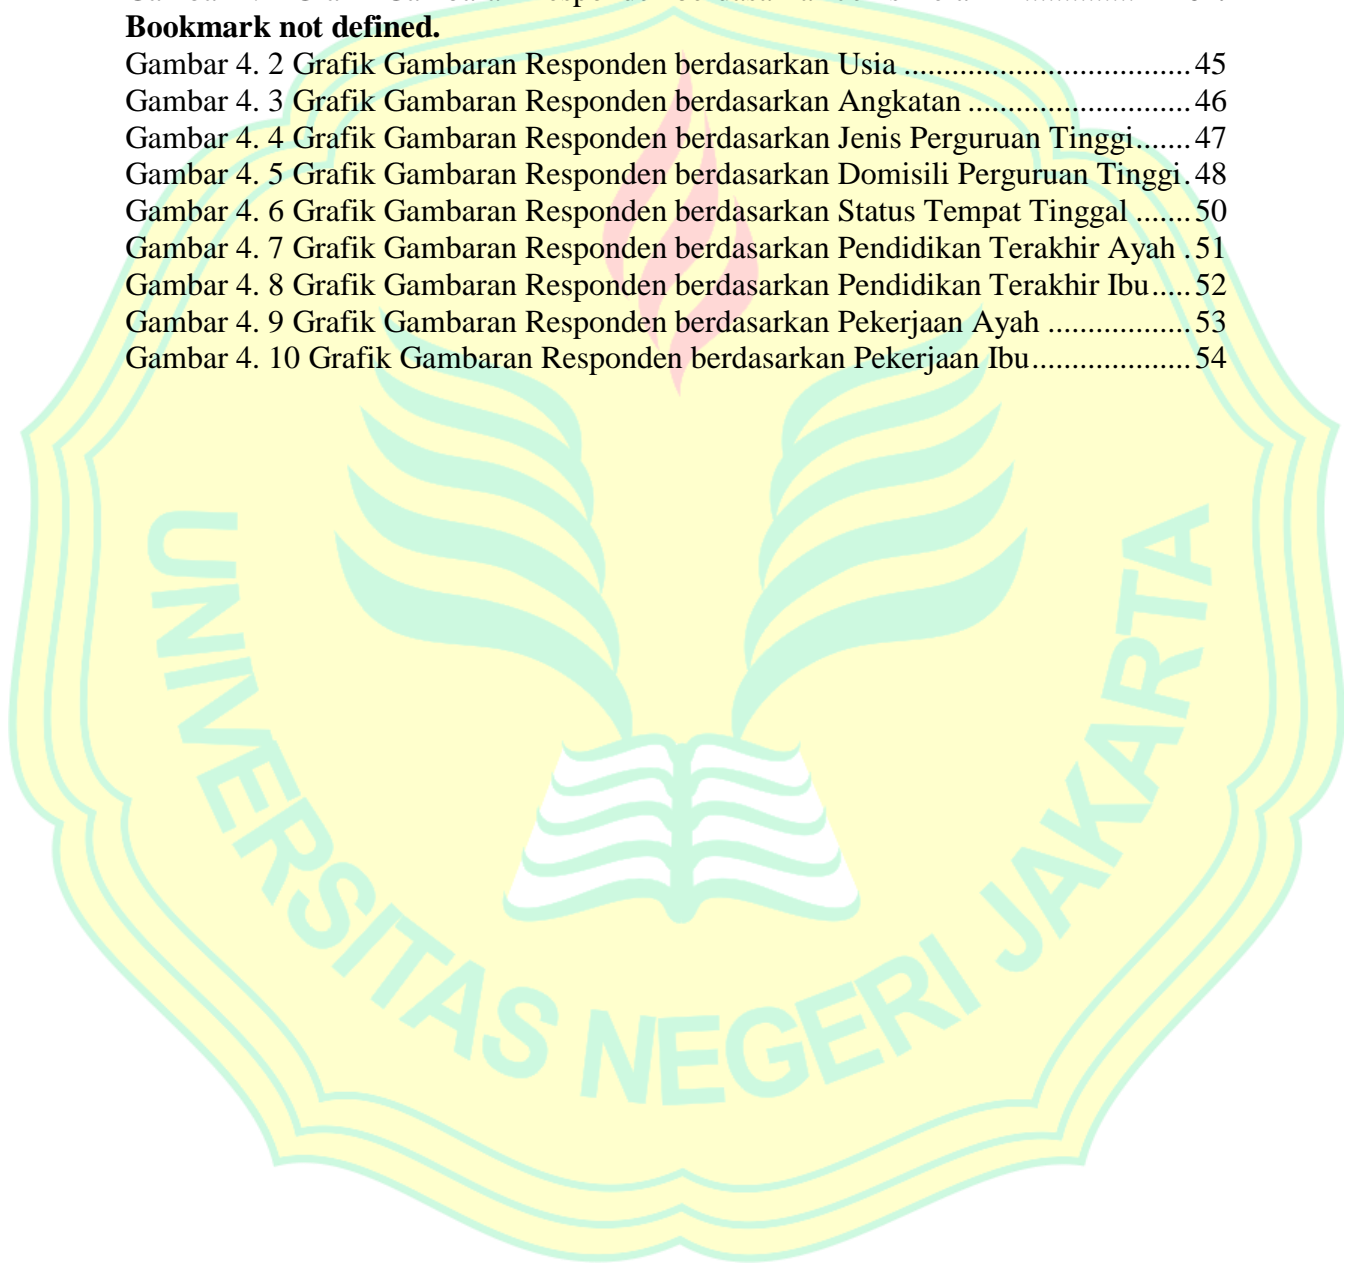 Bookmark not defined.
Gambar 4. 2 Grafik Gambaran Responden berdasarkan Usia .................................... 45
Gambar 4. 3 Grafik Gambaran Responden berdasarkan Angkatan ............................ 46
Gambar 4. 4 Grafik Gambaran Responden berdasarkan Jenis Perguruan Tinggi....... 47
Gambar 4. 5 Grafik Gambaran Responden berdasarkan Domisili Perguruan Tinggi. 48
Gambar 4. 6 Grafik Gambaran Responden berdasarkan Status Tempat Tinggal ....... 50
Gambar 4. 7 Grafik Gambaran Responden berdasarkan Pendidikan Terakhir Ayah . 51
Gambar 4. 8 Grafik Gambaran Responden berdasarkan Pendidikan Terakhir Ibu..... 52
Gambar 4. 9 Grafik Gambaran Responden berdasarkan Pekerjaan Ayah .................. 53
Gambar 4. 10 Grafik Gambaran Responden berdasarkan Pekerjaan Ibu.................... 54
UNIVERSITAS NEGERI JAKARTA